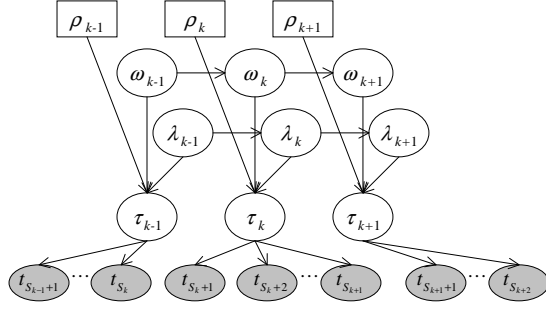 ρ_{k-1} ρ_k ρ_{k+1}
ω_{k-1} ω_k ω_{k+1}
λ_{k-1} λ_k λ_{k+1}
τ_{k-1} τ_k τ_{k+1}
t_{S_{k-1}+1} ... t_{S_k} t_{S_k+1} t_{S_k+2} ... t_{S_{k+1}} t_{S_{k+1}+1} ... t_{S_{k+2}}